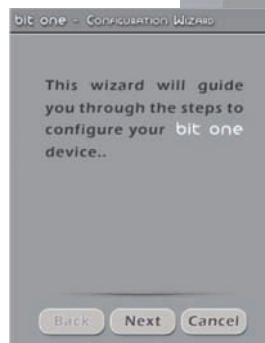 bit one - Configuration Wizard
This wizard will guide
you through the steps to
configure your bit one
device..
Back
Next
Cancel